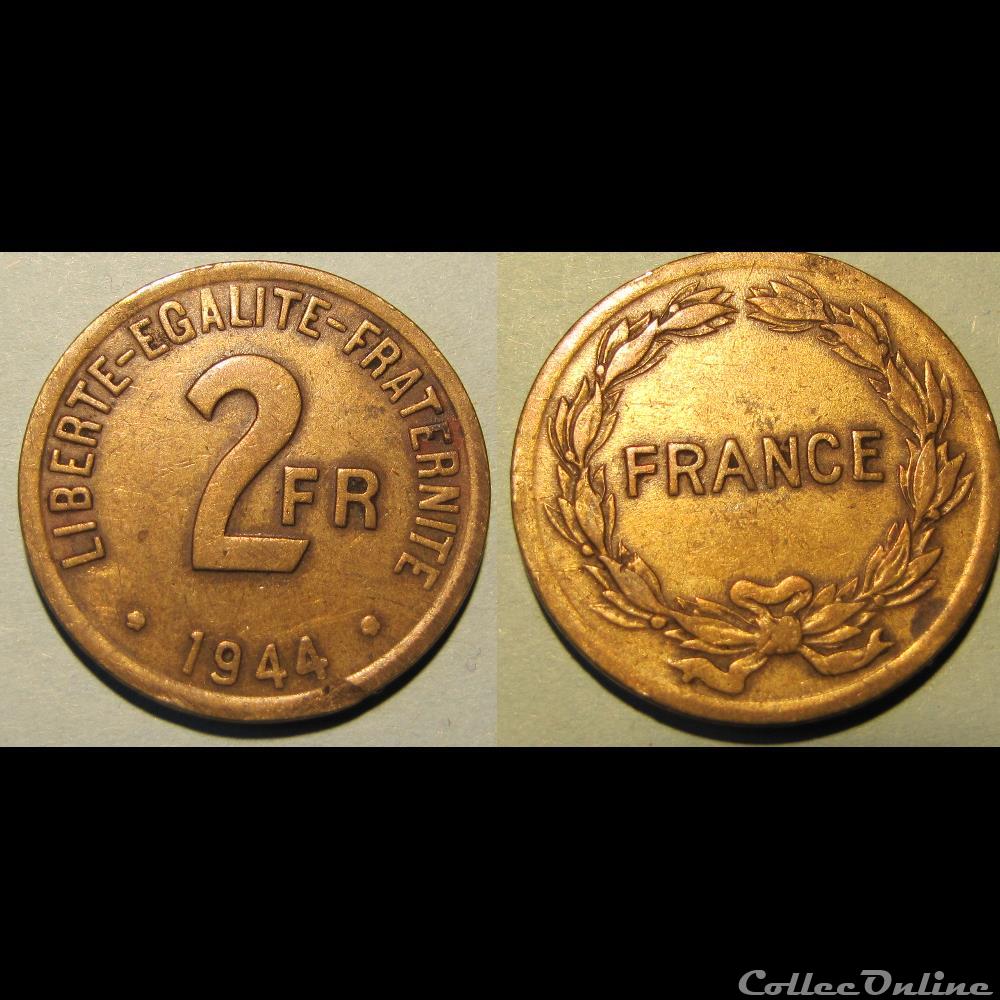 LIBERTE-EGALITE-FRATERNITE
2 FR
1944
FRANCE
CollecOnline